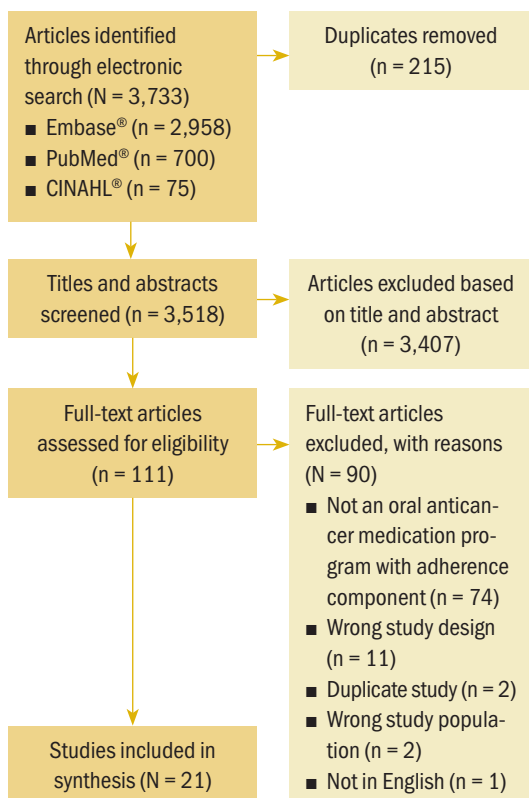 Articles identified
through electronic
search (N = 3,733)
■ Embase® (n = 2,958)
■ PubMed® (n = 700)
■ CINAHL® (n = 75)
Duplicates removed
(n = 215)
Titles and abstracts
screened (n = 3,518)
Articles excluded based
on title and abstract
(n = 3,407)
Full-text articles
assessed for eligibility
(n = 111)
Full-text articles
excluded, with reasons
(N = 90)
■ Not an oral antican-
cer medication pro-
gram with adherence
component (n = 74)
■ Wrong study design
(n = 11)
■ Duplicate study (n = 2)
■ Wrong study popula-
tion (n = 2)
■ Not in English (n = 1)
Studies included in
synthesis (N = 21)